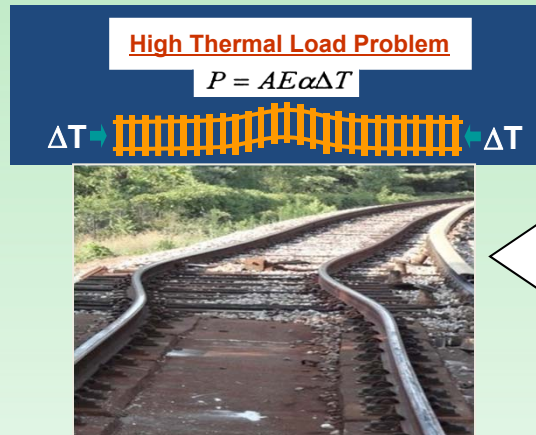 High Thermal Load Problem
P = AEαΔT
ΔT
ΔT